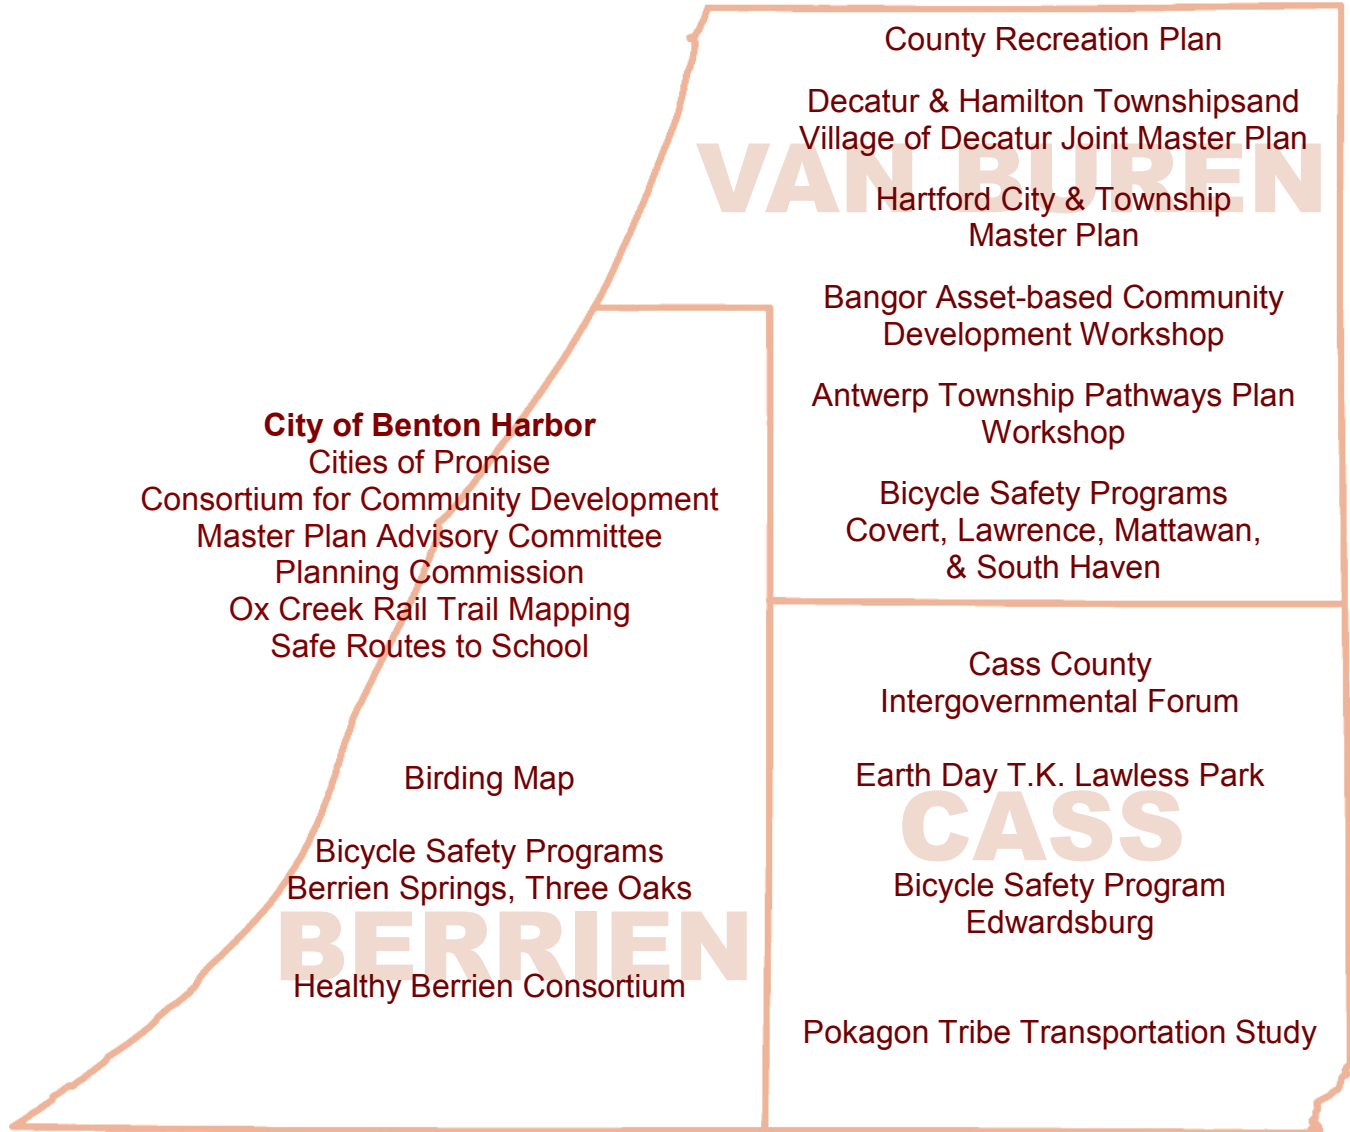 County Recreation Plan
Decatur & Hamilton Townshipsand
Village of Decatur Joint Master Plan
VAN BUREN
Hartford City & Township
Master Plan
Bangor Asset-based Community
Development Workshop
Antwerp Township Pathways Plan
Workshop
Bicycle Safety Programs
Covert, Lawrence, Mattawan,
& South Haven
City of Benton Harbor
Cities of Promise
Consortium for Community Development
Master Plan Advisory Committee
Planning Commission
Ox Creek Rail Trail Mapping
Safe Routes to School
Birding Map
Bicycle Safety Programs
Berrien Springs, Three Oaks
BERRIEN
Healthy Berrien Consortium
Cass County
Intergovernmental Forum
Earth Day T.K. Lawless Park
CASS
Bicycle Safety Program
Edwardsburg
Pokagon Tribe Transportation Study